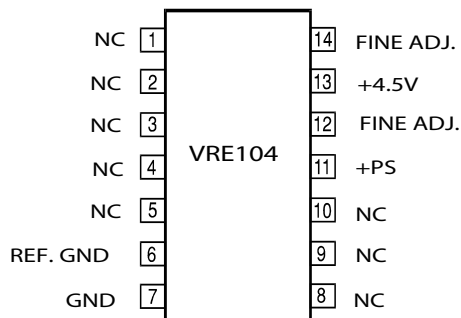 NC 1 14 FINE ADJ.
NC 2 13 +4.5V
NC 3 12 FINE ADJ.
NC 4 VRE104 11 +PS
NC 5 10 NC
REF. GND 6 9 NC
GND 7 8 NC